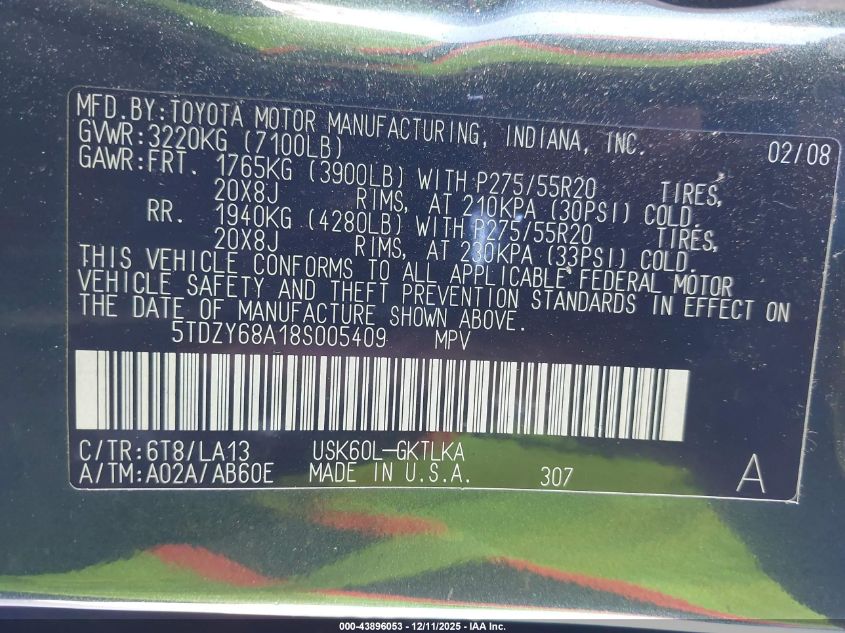 MFD.BY:TOYOTA MOTOR MANUFACTURING, INDIANA, INC. 02/08
GVWR:3220KG (7100LB)
GAWR:FRT. 1765KG (3900LB) WITH P275/55R20 TIRES,
20X8J RIMS, AT 210KPA (30PSI) COLD.
RR. 1940KG (4280LB) WITH P275/55R20 TIRES,
20X8J RIMS, AT 230KPA (33PSI) COLD.
THIS VEHICLE CONFORMS TO ALL APPLICABLE FEDERAL MOTOR
VEHICLE SAFETY AND THEFT PREVENTION STANDARDS IN EFFECT ON
THE DATE OF MANUFACTURE SHOWN ABOVE.
5TDZY68A18S005409 MPV
C/TR:6T8/LA13 USK60L-GKTLKA
A/TM:A02A/AB60E MADE IN U.S.A. 307 A
000-43896053 - 12/11/2025 - IAA Inc.